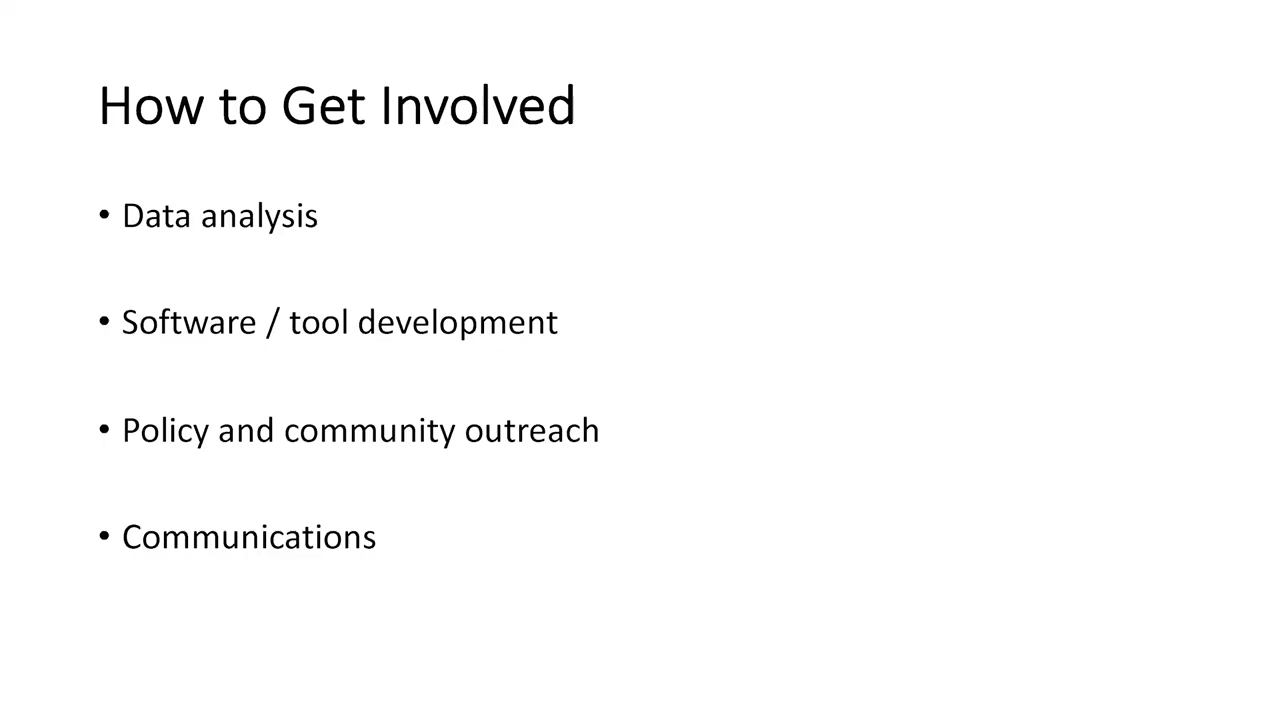 How to Get Involved
• Data analysis
• Software / tool development
• Policy and community outreach
• Communications